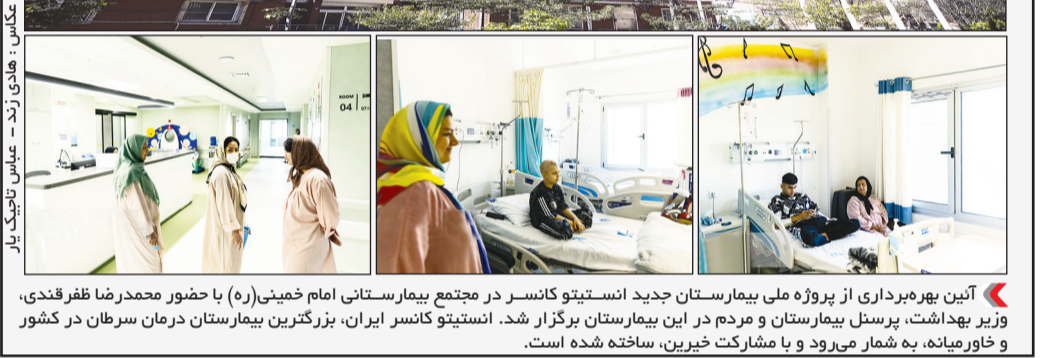 عکاس : هادی زند – عباس تاجیک یار
ROOM
04
آئین بهره‌برداری از پروژه ملی بیمارستان جدید انستیتو کانسر در مجتمع بیمارستانی امام خمینی(ره) با حضور محمدرضا ظفرقندی،
وزیر بهداشت، پرسنل بیمارستان و مردم در این بیمارستان برگزار شد. انستیتو کانسر ایران، بزرگترین بیمارستان درمان سرطان در کشور
و خاورمیانه، به شمار می‌رود و با مشارکت خیرین، ساخته شده است.